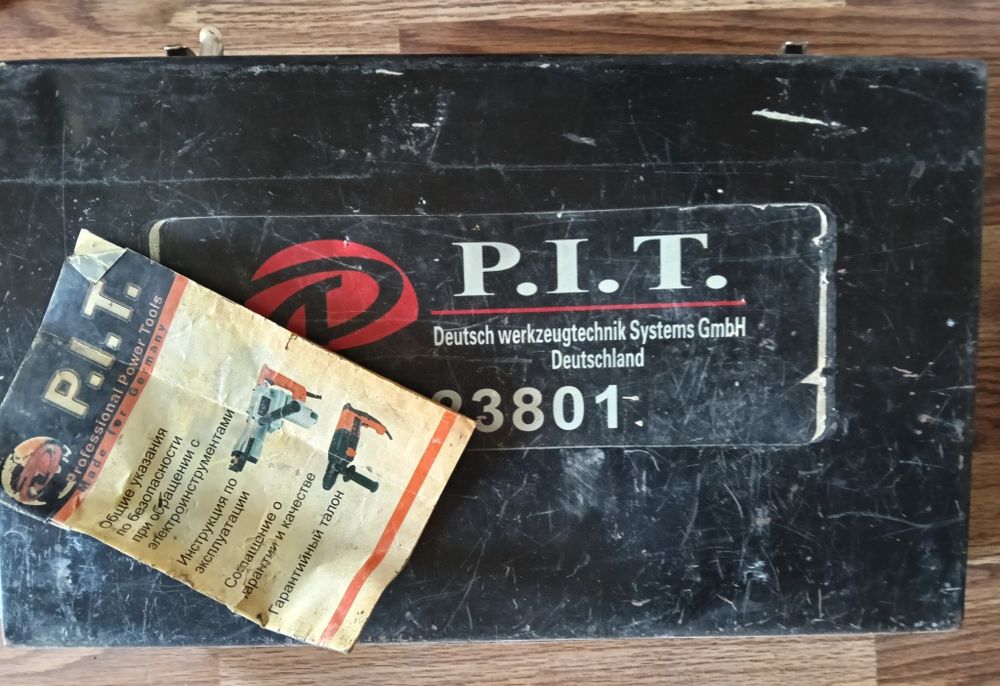 P.I.T.
Deutsch werkzeugtechnik Systems GmbH
Deutschland
3801
P.I.T.
Professional Power Tools
Made for Germany
Общие указания
по безопасности
при обращении с
электроинструментами
Инструкция по
эксплуатации
Соглашение о
гарантии и качестве
Гарантийный талон